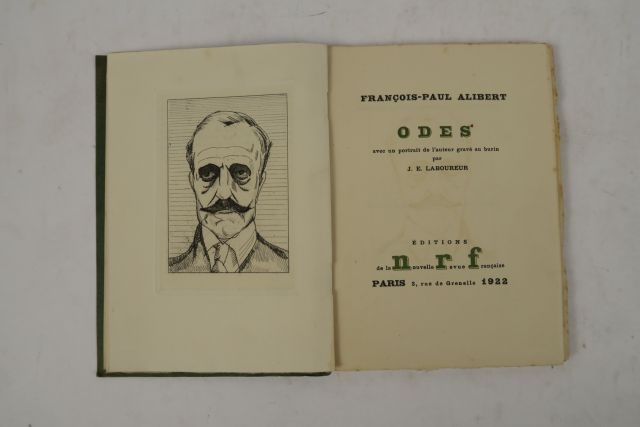 FRANÇOIS-PAUL ALIBERT
ODES
avec un portrait de l'auteur gravé au burin
par
J. E. LABOUREUR
ÉDITIONS
de la nouvelle revue française
PARIS 3, rue de Grenelle 1922